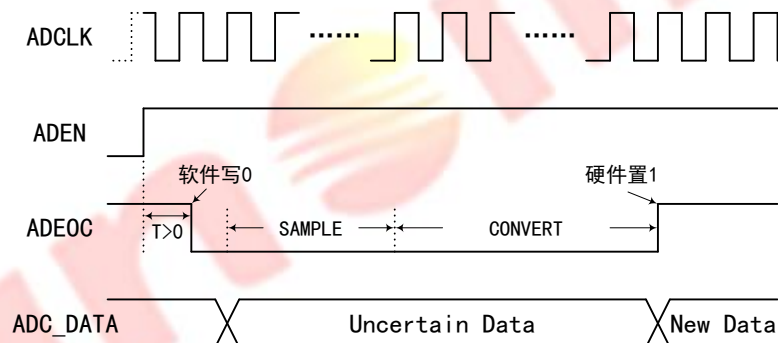 ADCLK
ADEN
软件写0
硬件置1
ADEOC
T>0
SAMPLE
CONVERT
ADC_DATA
Uncertain Data
New Data